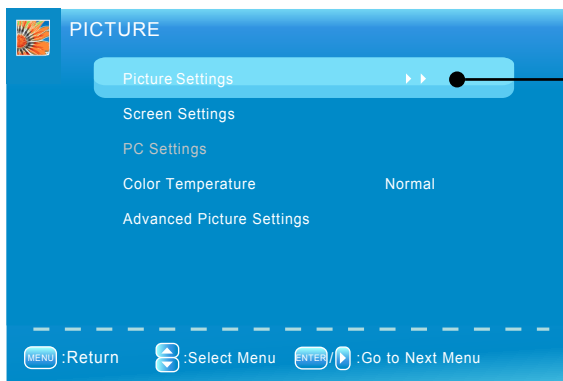 PICTURE
Picture Settings
Screen Settings
PC Settings
Color Temperature Normal
Advanced Picture Settings
MENU :Return :Select Menu ENTER / :Go to Next Menu